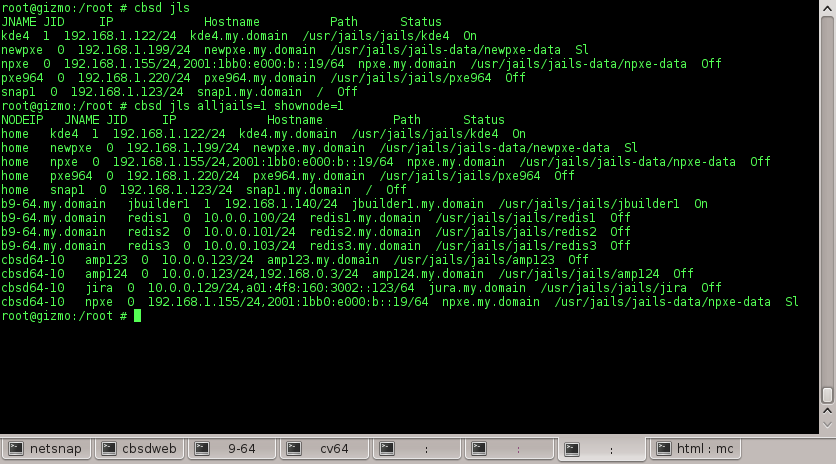 root@gizmo:/root # cbsd jls
JNAME JID IP Hostname Path Status
kde4 1 192.168.1.122/24 kde4.my.domain /usr/jails/jails/kde4 On
newpxe 0 192.168.1.199/24 newpxe.my.domain /usr/jails/jails-data/newpxe-data Sl
npxe 0 192.168.1.155/24,2001:1bb0:e000:b::19/64 npxe.my.domain /usr/jails/jails-data/npxe-data Off
pxe964 0 192.168.1.220/24 pxe964.my.domain /usr/jails/jails/pxe964 Off
snap1 0 192.168.1.123/24 snap1.my.domain / Off
root@gizmo:/root # cbsd jls alljails=1 shownode=1
NODEIP JNAME JID IP Hostname Path Status
home kde4 1 192.168.1.122/24 kde4.my.domain /usr/jails/jails/kde4 On
home newpxe 0 192.168.1.199/24 newpxe.my.domain /usr/jails/jails-data/newpxe-data Sl
home npxe 0 192.168.1.155/24,2001:1bb0:e000:b::19/64 npxe.my.domain /usr/jails/jails-data/npxe-data Off
home pxe964 0 192.168.1.220/24 pxe964.my.domain /usr/jails/jails/pxe964 Off
home snap1 0 192.168.1.123/24 snap1.my.domain / Off
b9-64.my.domain jbuilder1 1 192.168.1.140/24 jbuilder1.my.domain /usr/jails/jails/jbuilder1 On
b9-64.my.domain redis1 0 10.0.0.100/24 redis1.my.domain /usr/jails/jails/redis1 Off
b9-64.my.domain redis2 0 10.0.0.101/24 redis2.my.domain /usr/jails/jails/redis2 Off
b9-64.my.domain redis3 0 10.0.0.103/24 redis3.my.domain /usr/jails/jails/redis3 Off
cbsd64-10 amp123 0 10.0.0.123/24 amp123.my.domain /usr/jails/jails/amp123 Off
cbsd64-10 amp124 0 10.0.0.123/24,192.168.0.3/24 amp124.my.domain /usr/jails/jails/amp124 Off
cbsd64-10 jira 0 10.0.0.129/24,a01:4f8:160:3002::123/64 jura.my.domain /usr/jails/jails/jira Off
cbsd64-10 npxe 0 192.168.1.155/24,2001:1bb0:e000:b::19/64 npxe.my.domain /usr/jails/jails-data/npxe-data Sl
root@gizmo:/root #
netsnap cbsdweb 9-64 cv64 : : : html : mc